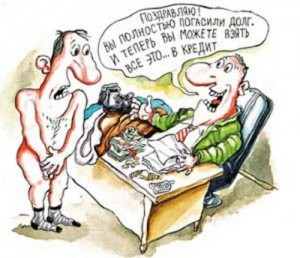 ПОЗДРАВЛЯЮ!
ВЫ ПОЛНОСТЬЮ ПОГАСИЛИ ДОЛГ.
И ТЕПЕРЬ ВЫ МОЖЕТЕ ВЗЯТЬ
ВСЕ ЭТО... В КРЕДИТ